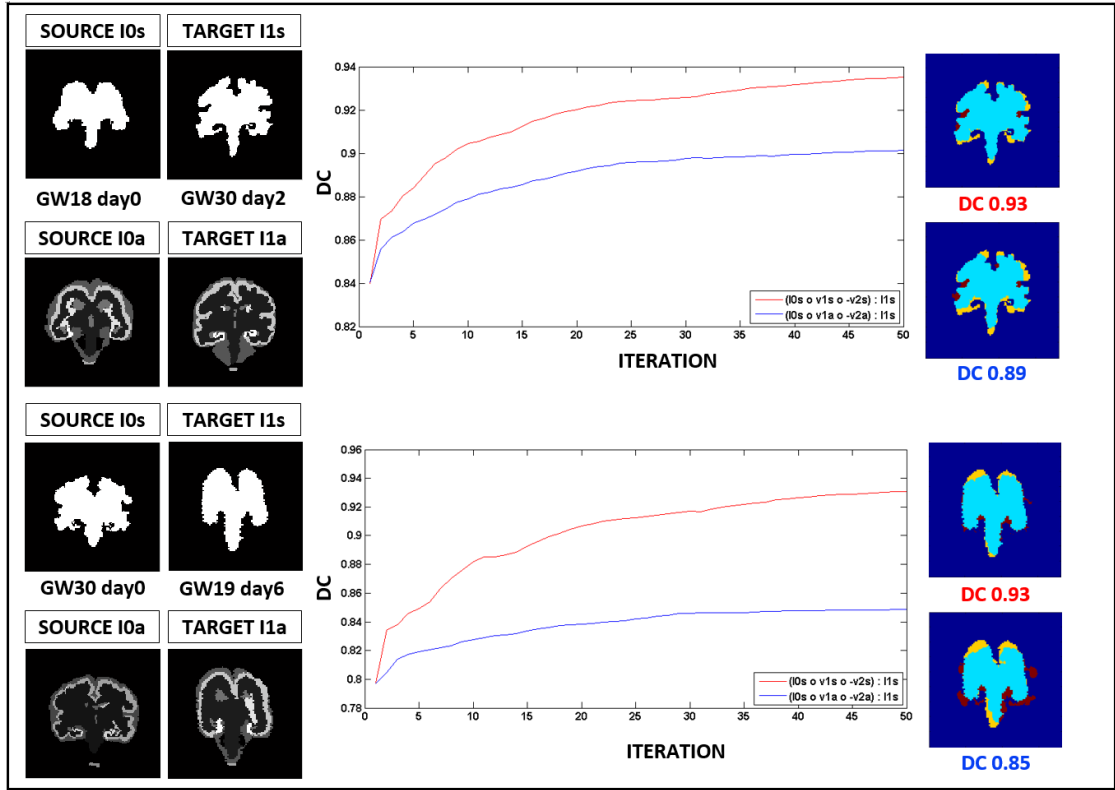 SOURCE I0s
TARGET I1s
GW18 day0
GW30 day2
SOURCE I0a
TARGET I1a
0.94
0.92
0.9
0.88
0.86
0.84
0.82
DC
0 5 10 15 20 25 30 35 40 45 50
ITERATION
(I0s o v1s o -v2s) : I1s
(I0s o v1a o -v2a) : I1s
DC 0.93
DC 0.89
SOURCE I0s
TARGET I1s
GW30 day0
GW19 day6
SOURCE I0a
TARGET I1a
0.96
0.94
0.92
0.9
0.88
0.86
0.84
0.82
0.8
0.78
DC
0 5 10 15 20 25 30 35 40 45 50
ITERATION
(I0s o v1s o -v2s) : I1s
(I0s o v1a o -v2a) : I1s
DC 0.93
DC 0.85